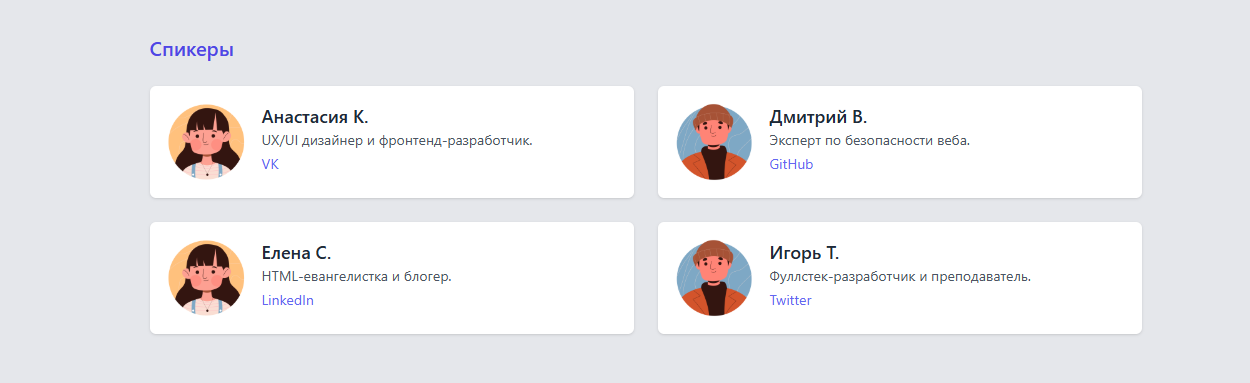 Спикеры
Анастасия К.
UX/UI дизайнер и фронтенд-разработчик.
VK
Дмитрий В.
Эксперт по безопасности веба.
GitHub
Елена С.
HTML-евангелистка и блогер.
LinkedIn
Игорь Т.
Фуллстек-разработчик и преподаватель.
Twitter